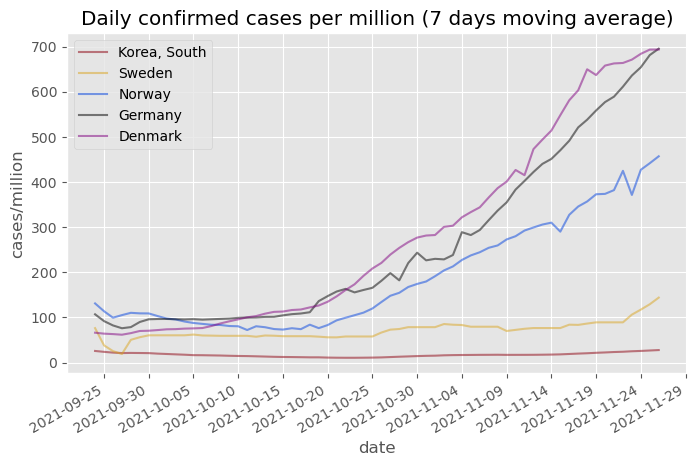 Daily confirmed cases per million (7 days moving average)
700
600
500
400
300
200
100
0
cases/million
Korea, South
Sweden
Norway
Germany
Denmark
2021-09-25
2021-09-30
2021-10-05
2021-10-10
2021-10-15
2021-10-20
2021-10-25
2021-10-30
2021-11-04
2021-11-09
2021-11-14
2021-11-19
2021-11-24
2021-11-29
date